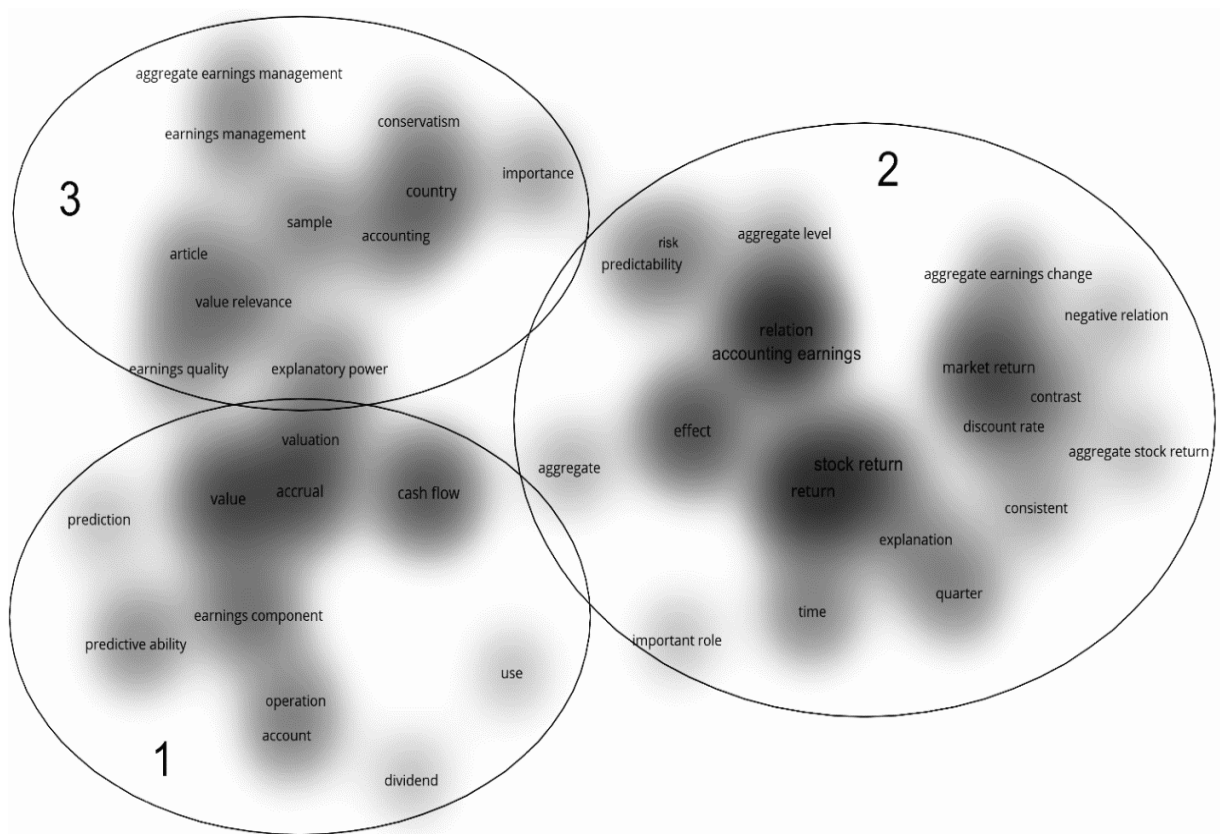 3
aggregate earnings management
earnings management
conservatism
importance
country
sample
accounting
article
value relevance
earnings quality
explanatory power
2
risk
predictability
aggregate level
aggregate earnings change
negative relation
relation
accounting earnings
market return
contrast
discount rate
effect
aggregate stock return
aggregate
stock return
return
consistent
explanation
quarter
time
important role
valuation
value
accrual
cash flow
prediction
earnings component
predictive ability
use
operation
account
1
dividend